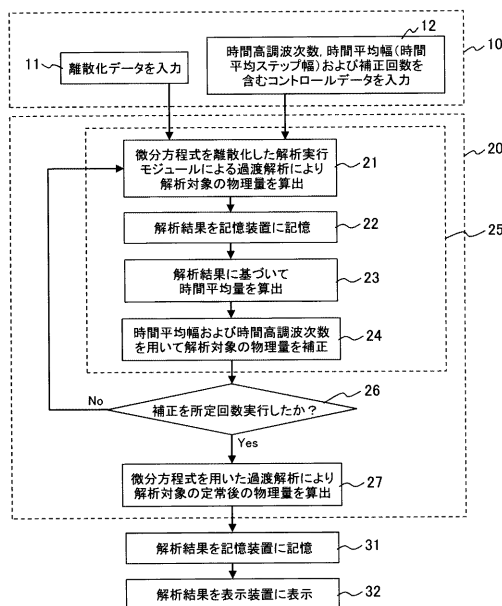 11
離散化データを入力
12
時間高調波次数，時間平均幅（時間
平均ステップ幅）および補正回数を
含むコントロールデータを入力
10
微分方程式を離散化した解析実行
モジュールによる過渡解析により
解析対象の物理量を算出
21
20
解析結果を記憶装置に記憶
22
25
解析結果に基づいて
時間平均量を算出
23
時間平均幅および時間高調波次数
を用いて解析対象の物理量を補正
24
26
No
補正を所定回数実行したか？
Yes
微分方程式を用いた過渡解析により
解析対象の定常後の物理量を算出
27
解析結果を記憶装置に記憶
31
解析結果を表示装置に表示
32